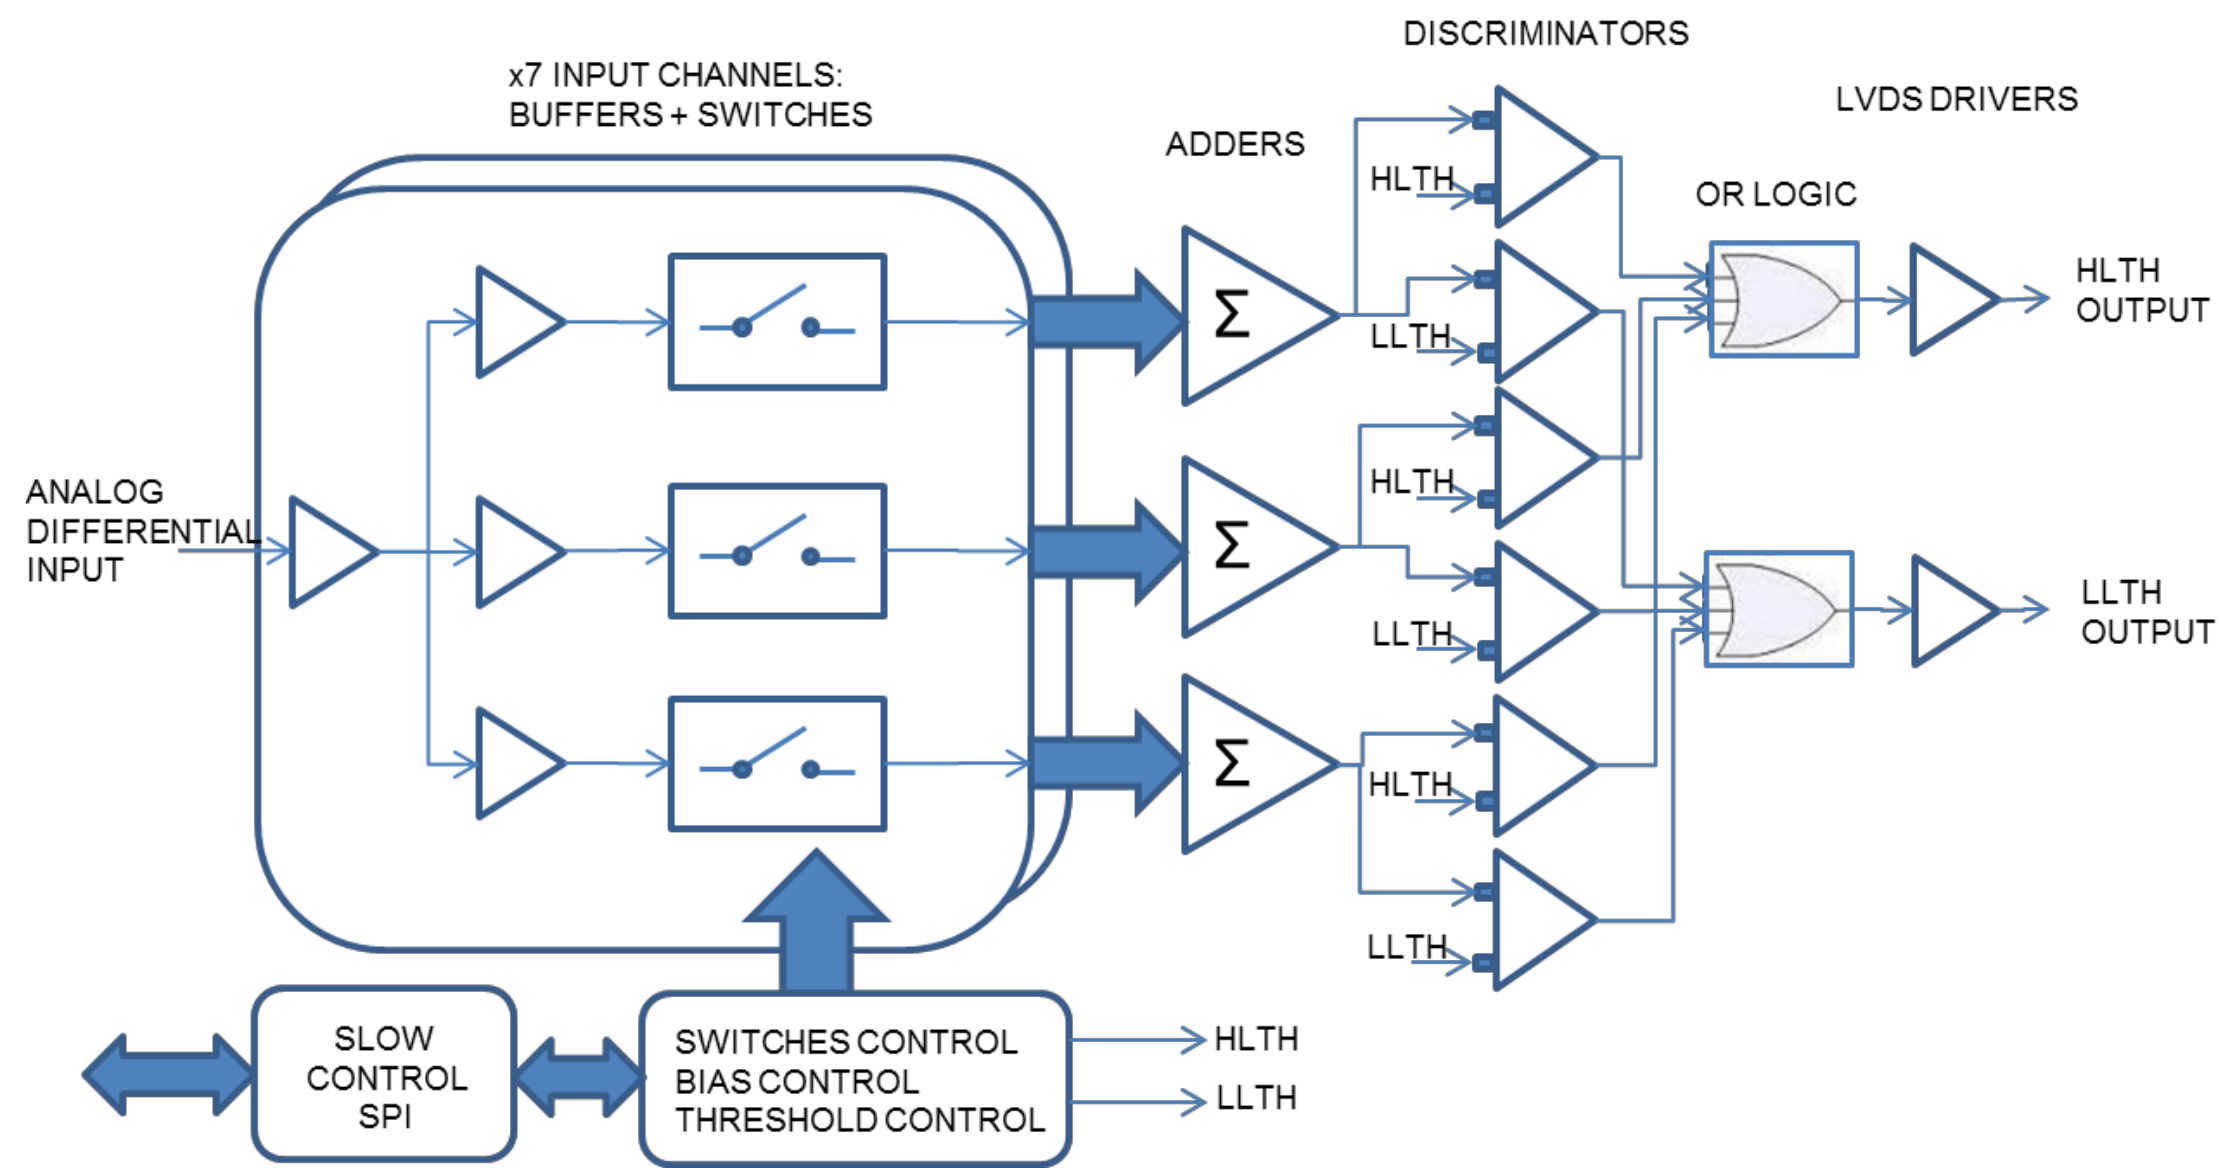 DISCRIMINATORS
x7 INPUT CHANNELS:
BUFFERS + SWITCHES
LVDS DRIVERS
ADDERS
HLTH
OR LOGIC
HLTH
OUTPUT
Σ
LLTH
ANALOG
DIFFERENTIAL
INPUT
HLTH
Σ
LLTH
LLTH
OUTPUT
Σ
HLTH
LLTH
SLOW
CONTROL
SPI
SWITCHES CONTROL
BIAS CONTROL
THRESHOLD CONTROL
HLTH
LLTH